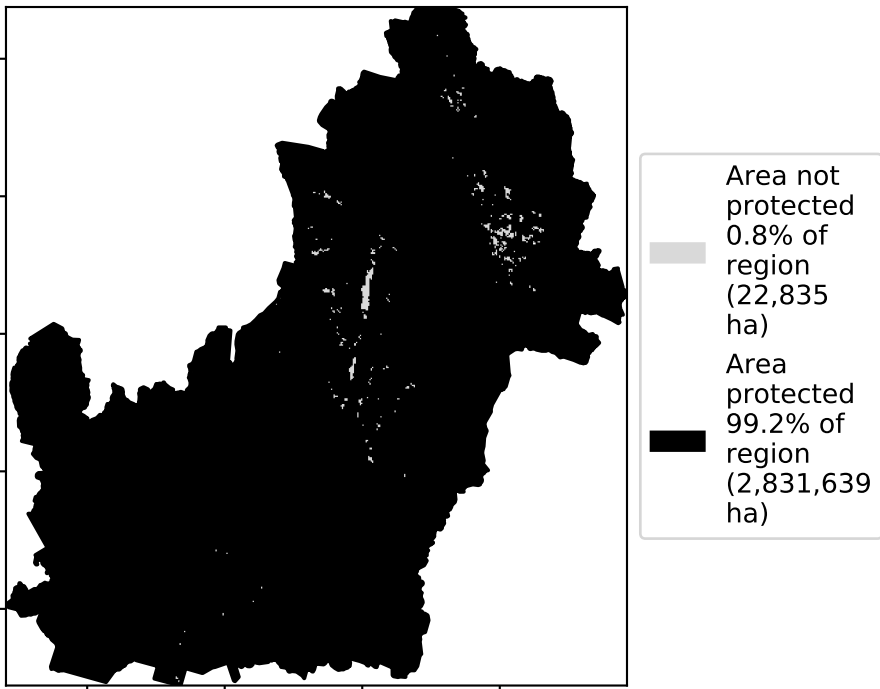 Area not
protected
0.8% of
region
(22,835
ha)
Area
protected
99.2% of
region
(2,831,639
ha)